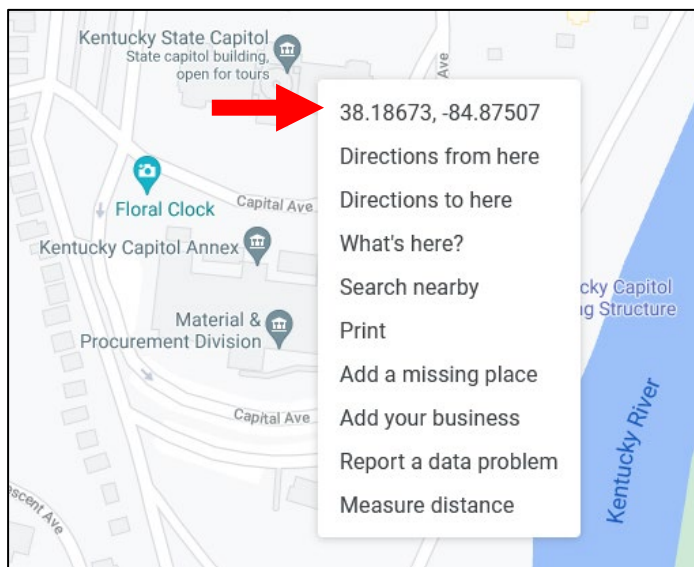 Kentucky State Capitol
State capitol building,
open for tours
Ave
38.18673, -84.87507
Directions from here
Directions to here
What's here?
Search nearby
Print
Add a missing place
Add your business
Report a data problem
Measure distance
Floral Clock
Capital Ave
Kentucky Capitol Annex
Material &
Procurement Division
Capital Ave
cky Capitol
ng Structure
Kentucky River
scent Ave